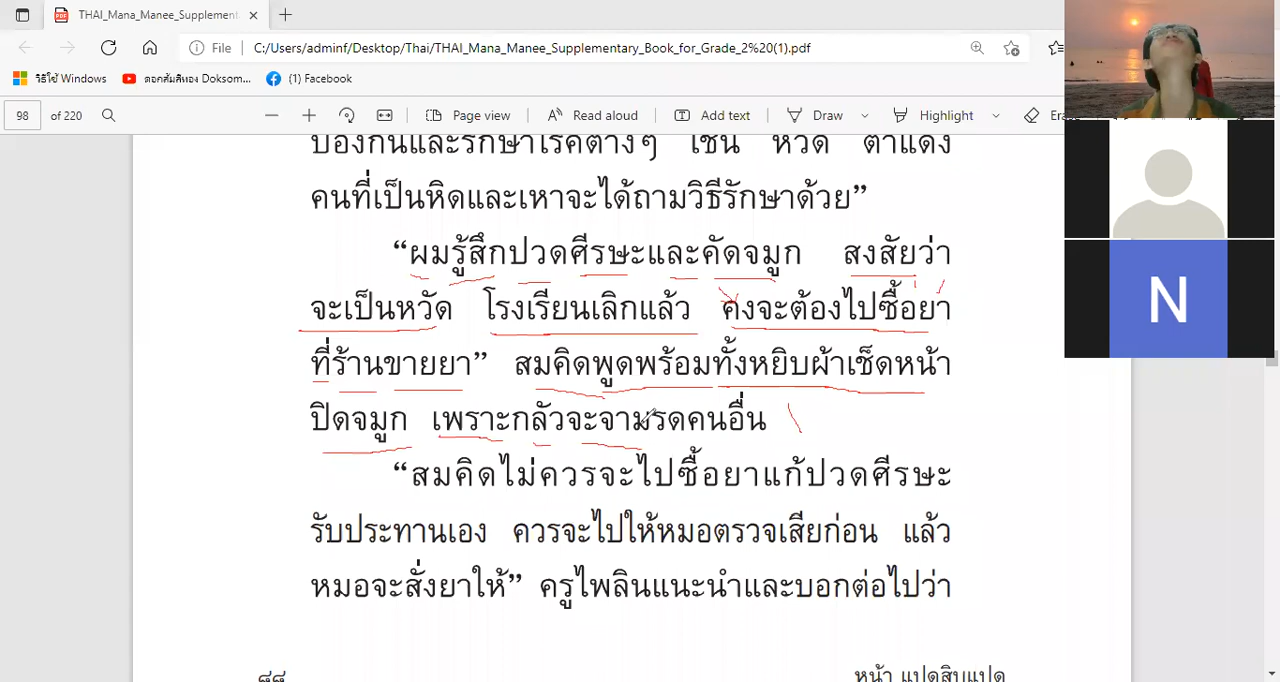 THAI_Mana_Manee_Supplement
File C:/Users/adminf/Desktop/Thai/THAI_Mana_Manee_Supplementary_Book_for_Grade_2%20(1).pdf
วิธีใช้ Windows ดอกส้มสีทอง Doksom... (1) Facebook
98 of 220 Page view Read aloud Add text Draw Highlight
ป้องกันและรักษาโรคต่างๆ เช่น หวัด ตาแดง
คนที่เป็นหิดและเหาจะได้ถามวิธีรักษาด้วย”
“ผมรู้สึกปวดศีรษะและคัดจมูก สงสัยว่า
จะเป็นหวัด โรงเรียนเลิกแล้ว คงจะต้องไปซื้อยา
ที่ร้านขายยา” สมคิดพูดพร้อมทั้งหยิบผ้าเช็ดหน้า
ปิดจมูก เพราะกลัวจะจามรดคนอื่น
“สมคิดไม่ควรจะไปซื้อยาแก้ปวดศีรษะ
รับประทานเอง ควรจะไปให้หมอตรวจเสียก่อน แล้ว
หมอจะสั่งยาให้” ครูไพลินแนะนำและบอกต่อไปว่า
๘๘ หน้า แปดสิบแปด
N